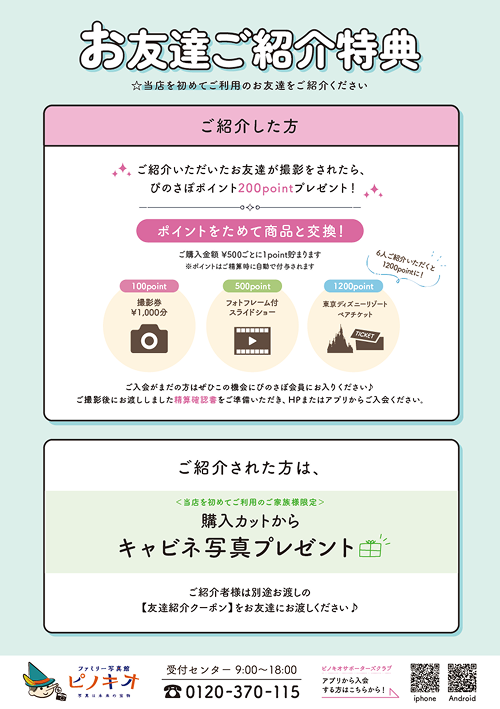 お友達ご紹介特典
☆当店を初めてご利用のお友達をご紹介ください
ご紹介した方
ご紹介いただいたお友達が撮影をされたら、
ぴのさぽポイント200pointプレゼント！
ポイントをためて商品と交換！
ご購入金額 ¥500ごとに1point貯まります
※ポイントはご精算時に自動で付与されます
6人ご紹介いただくと
1200pointに！
100point
撮影券
¥1,000分
500point
フォトフレーム付
スライドショー
1200point
東京ディズニーリゾート
ペアチケット
TICKET
ご入会がまだの方はぜひこの機会にぴのさぽ会員にお入りください♪
ご撮影後にお渡ししました精算確認書をご準備いただき、HPまたはアプリからご入会ください。
ご紹介された方は、
＜当店を初めてご利用のご家族様限定＞
購入カットから
キャビネ写真プレゼント
ご紹介者様は別途お渡しの
【友達紹介クーポン】をお友達にお渡しください♪
ファミリー写真館
ピノキオ
写真は未来の宝物
受付センター 9:00〜18:00
0120-370-115
ピノキオサポーターズクラブ
アプリから入会
する方はこちらから！
iphone
Android